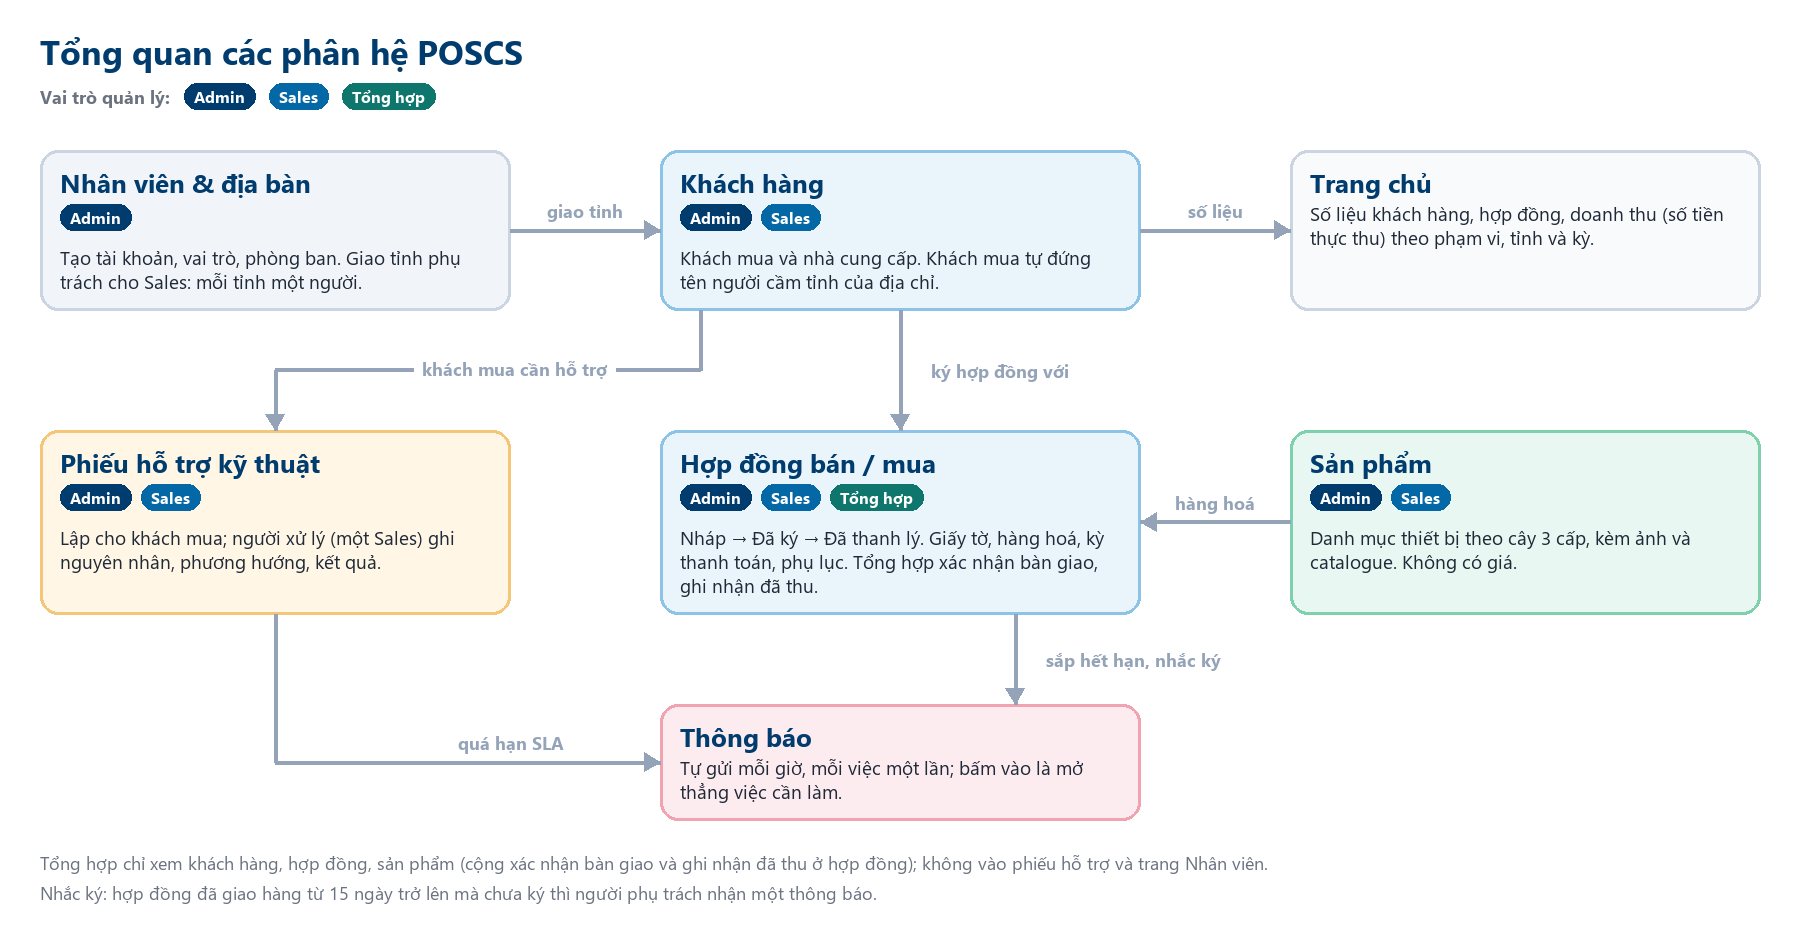 Tổng quan các phân hệ POSCS
Vai trò quản lý: Admin Sales Tổng hợp
Nhân viên & địa bàn
Admin
Tạo tài khoản, vai trò, phòng ban. Giao tỉnh phụ
trách cho Sales: mỗi tỉnh một người.
giao tỉnh
Khách hàng
Admin Sales
Khách mua và nhà cung cấp. Khách mua tự đứng
tên người cầm tỉnh của địa chỉ.
số liệu
Trang chủ
Số liệu khách hàng, hợp đồng, doanh thu (số tiền
thực thu) theo phạm vi, tỉnh và kỳ.
khách mua cần hỗ trợ
ký hợp đồng với
Phiếu hỗ trợ kỹ thuật
Admin Sales
Lập cho khách mua; người xử lý (một Sales) ghi
nguyên nhân, phương hướng, kết quả.
Hợp đồng bán / mua
Admin Sales Tổng hợp
Nháp → Đã ký → Đã thanh lý. Giấy tờ, hàng hoá, kỳ
thanh toán, phụ lục. Tổng hợp xác nhận bàn giao,
ghi nhận đã thu.
hàng hoá
Sản phẩm
Admin Sales
Danh mục thiết bị theo cây 3 cấp, kèm ảnh và
catalogue. Không có giá.
sắp hết hạn, nhắc ký
quá hạn SLA
Thông báo
Tự gửi mỗi giờ, mỗi việc một lần; bấm vào là mở
thẳng việc cần làm.
Tổng hợp chỉ xem khách hàng, hợp đồng, sản phẩm (cộng xác nhận bàn giao và ghi nhận đã thu ở hợp đồng); không vào phiếu hỗ trợ và trang Nhân viên.
Nhắc ký: hợp đồng đã giao hàng từ 15 ngày trở lên mà chưa ký thì người phụ trách nhận một thông báo.